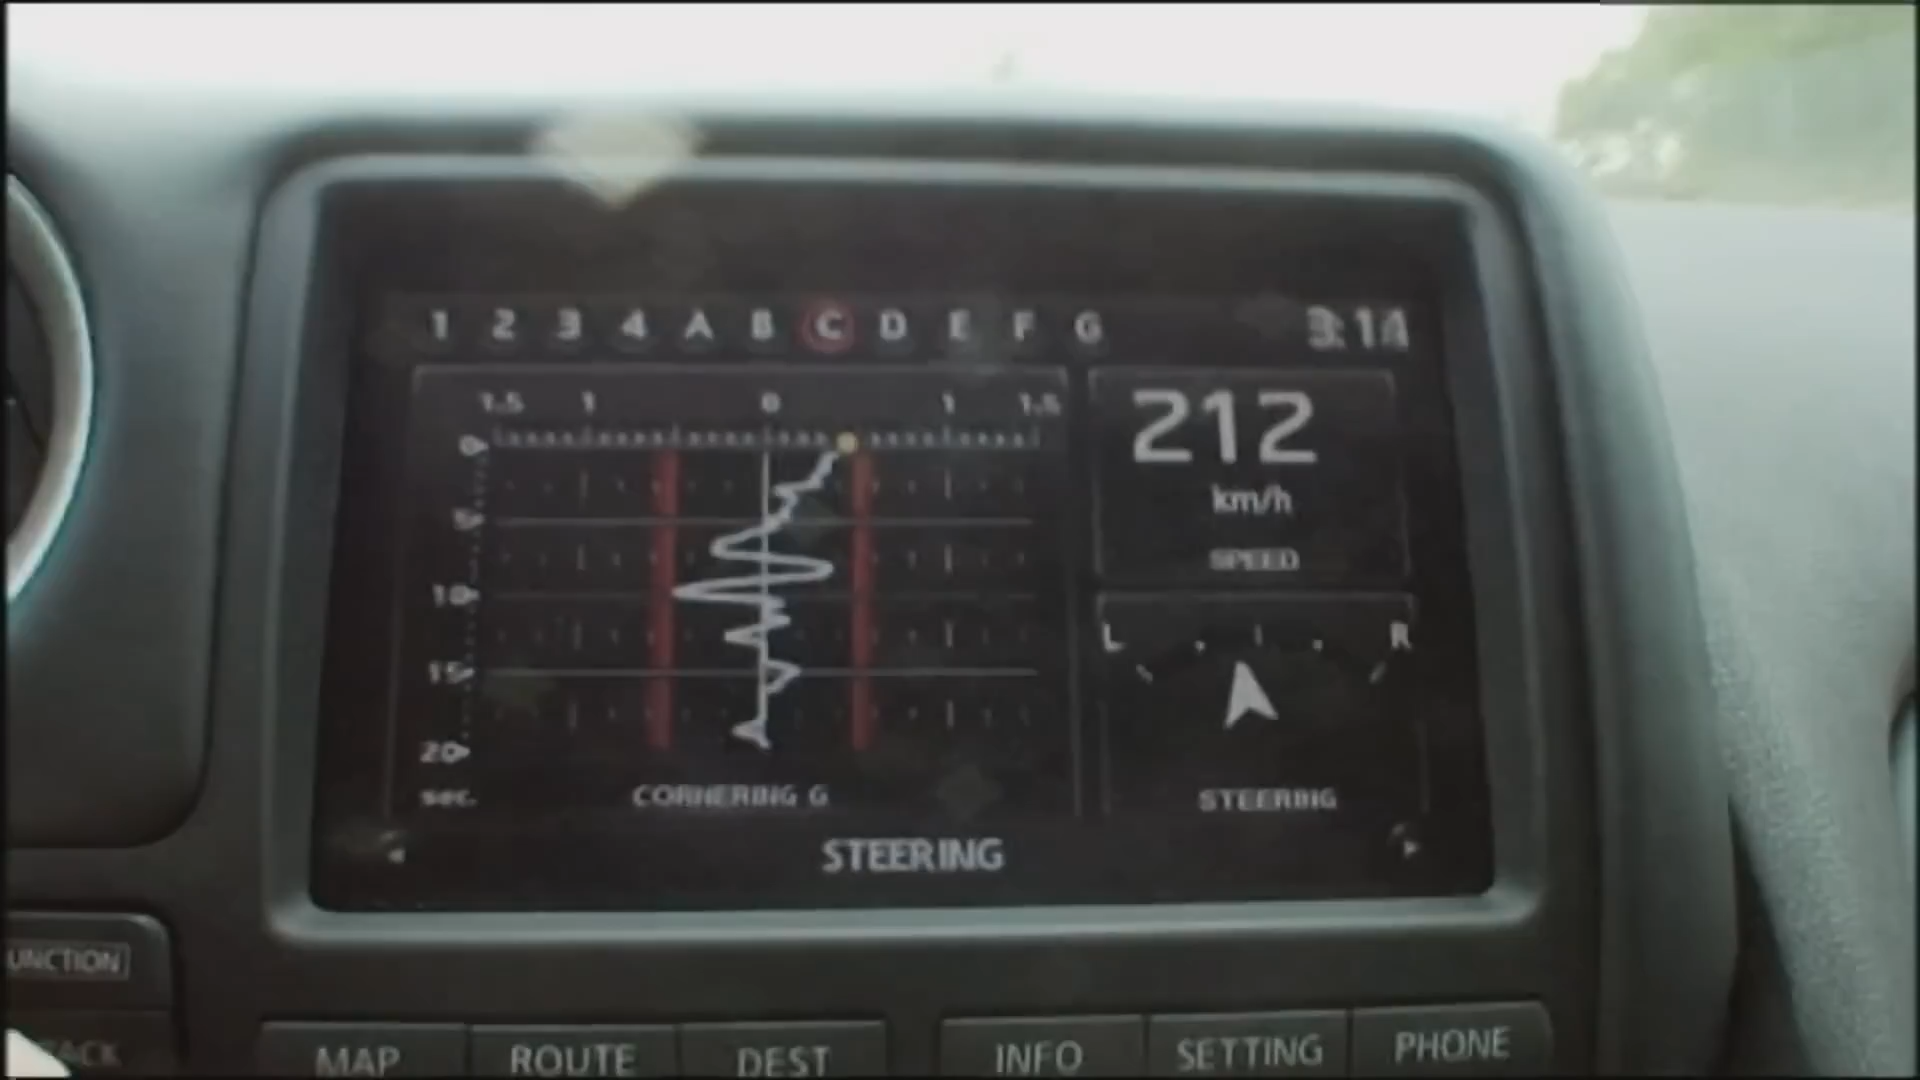 1 2 3 4 A B C D E F G 3:14
1.5 1 0 1 1.5
0
5
10
15
20
sec.
CORNERING G
212
km/h
SPEED
L R
STEERING
STEERING
UNCTION
MAP ROUTE DEST INFO SETTING PHONE